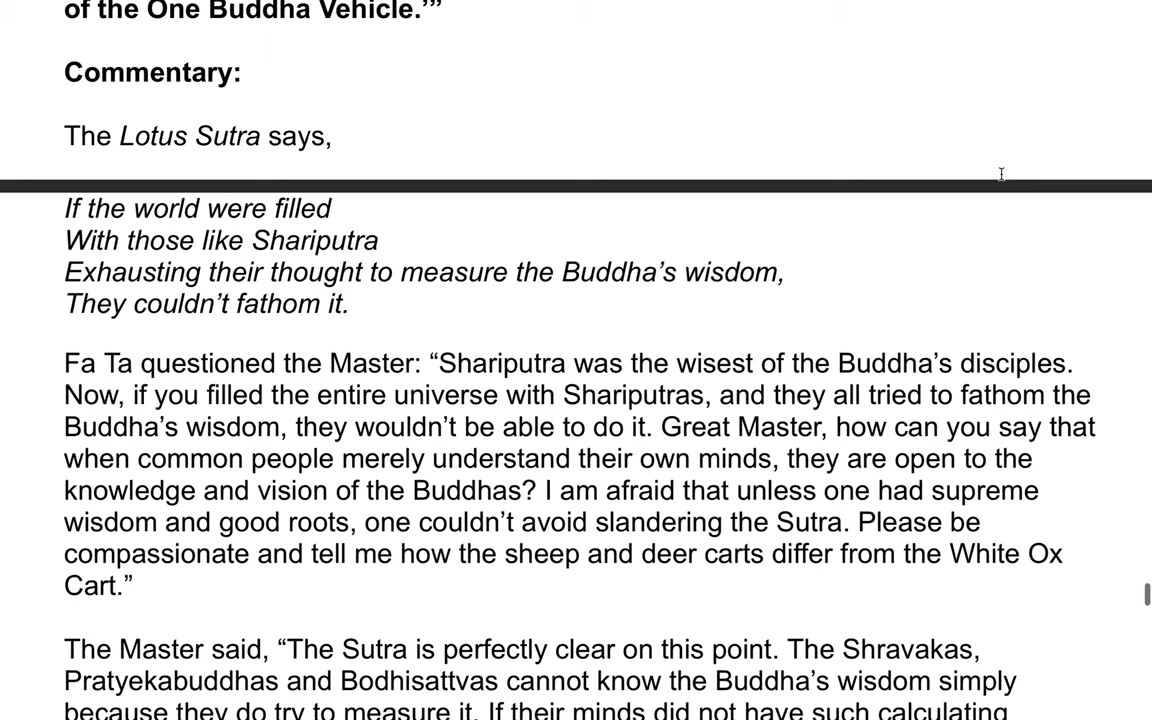 of the One Buddha Vehicle.’”
Commentary:
The Lotus Sutra says,
If the world were filled
With those like Shariputra
Exhausting their thought to measure the Buddha’s wisdom,
They couldn’t fathom it.
Fa Ta questioned the Master: “Shariputra was the wisest of the Buddha’s disciples.
Now, if you filled the entire universe with Shariputras, and they all tried to fathom the
Buddha’s wisdom, they wouldn’t be able to do it. Great Master, how can you say that
when common people merely understand their own minds, they are open to the
knowledge and vision of the Buddhas? I am afraid that unless one had supreme
wisdom and good roots, one couldn’t avoid slandering the Sutra. Please be
compassionate and tell me how the sheep and deer carts differ from the White Ox
Cart.”
The Master said, “The Sutra is perfectly clear on this point. The Shravakas,
Pratyekabuddhas and Bodhisattvas cannot know the Buddha’s wisdom simply
because they do try to measure it. If their minds did not have such calculating